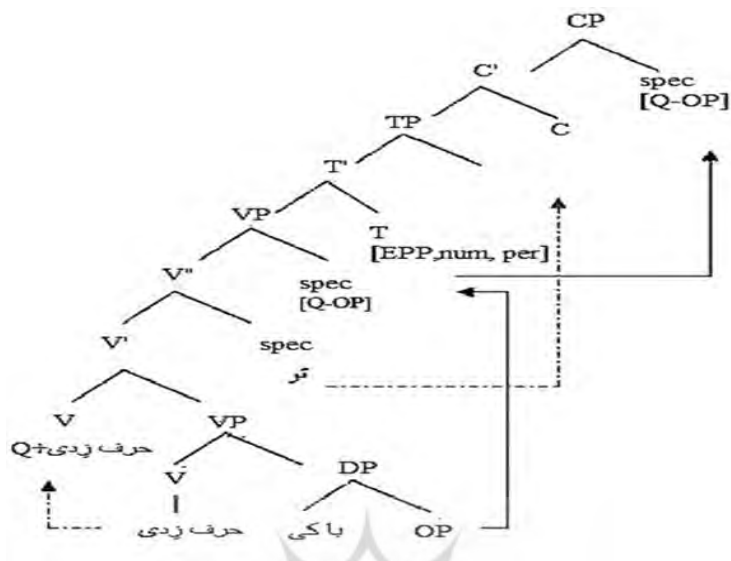 CP
C'
spec
[Q-OP]
TP
C
T'
VP
T
[EPP,num, per]
V"
spec
[Q-OP]
V'
spec
تر
V
VP
Q+حرف زدی
V
DP
حرف زدی
با کی
OP